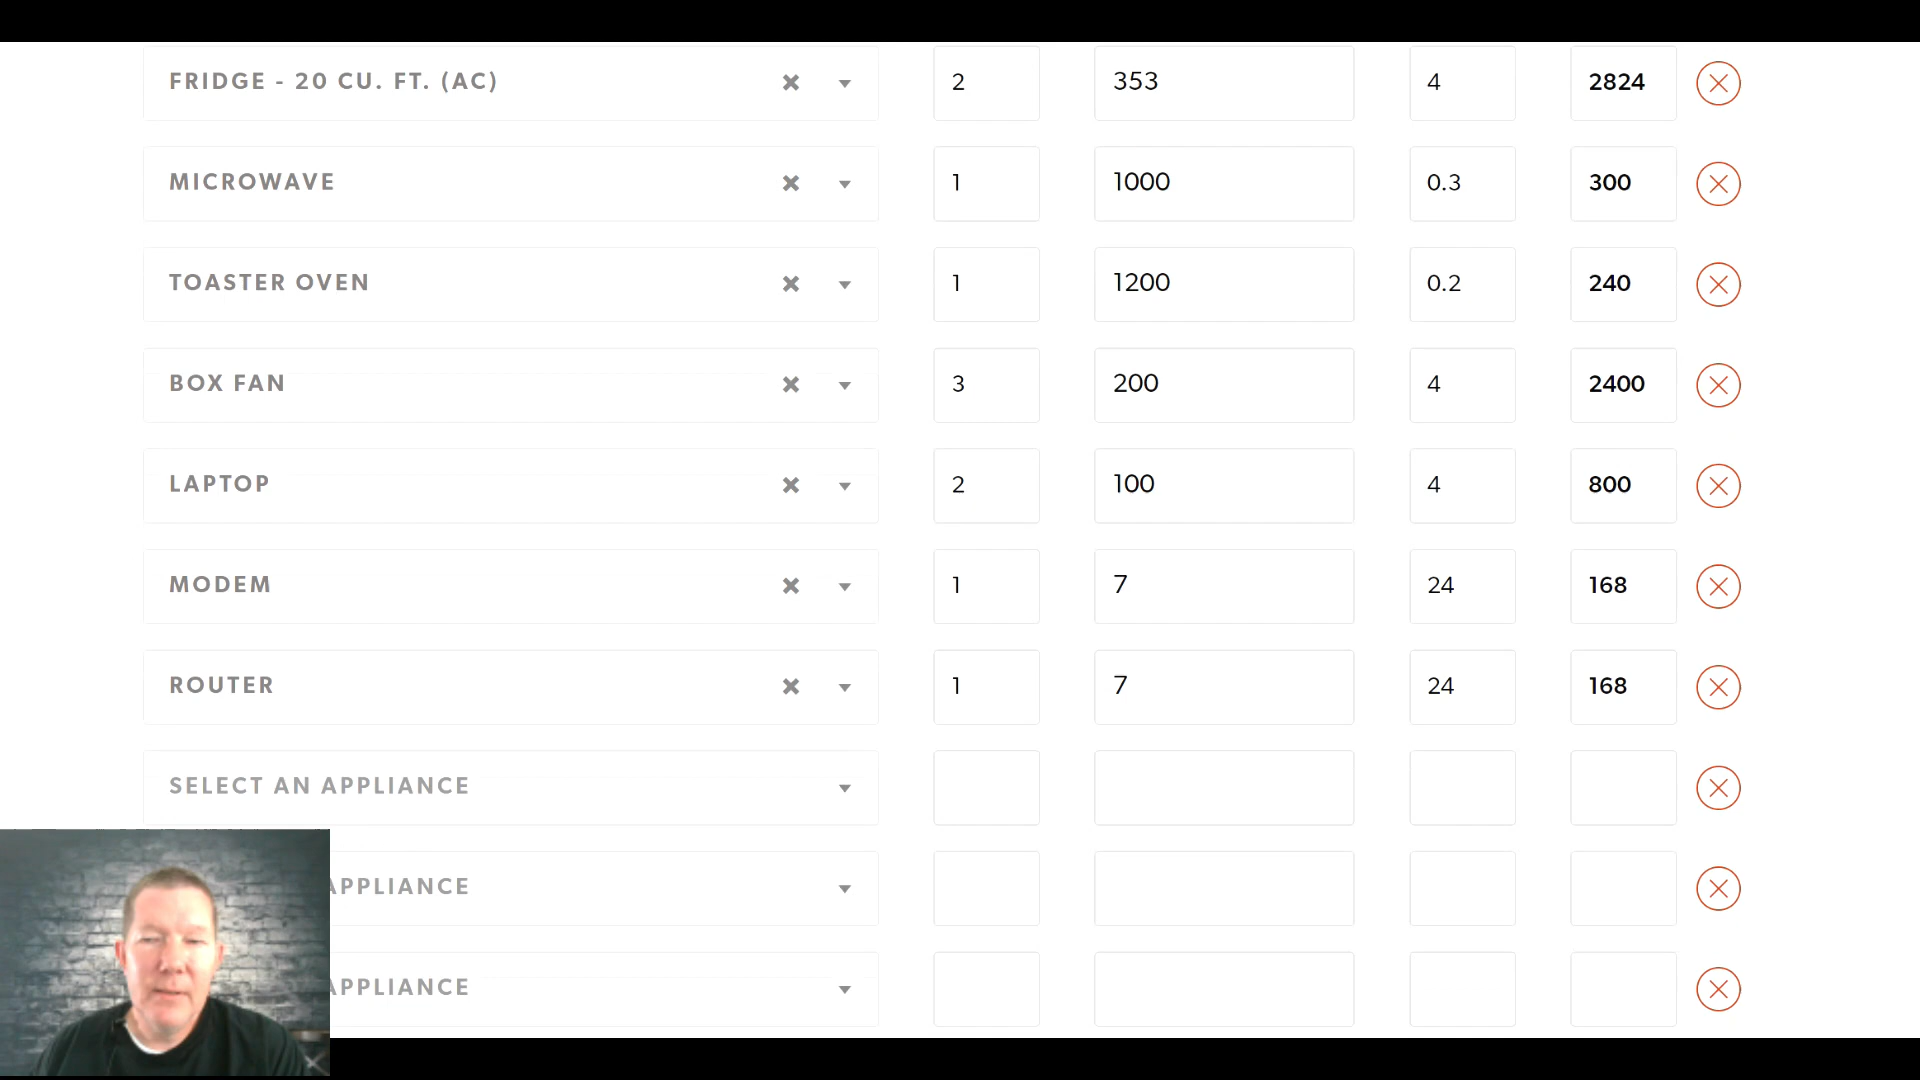 FRIDGE - 20 CU. FT. (AC) 2 353 4 2824
MICROWAVE 1 1000 0.3 300
TOASTER OVEN 1 1200 0.2 240
BOX FAN 3 200 4 2400
LAPTOP 2 100 4 800
MODEM 1 7 24 168
ROUTER 1 7 24 168
SELECT AN APPLIANCE
APPLIANCE
APPLIANCE